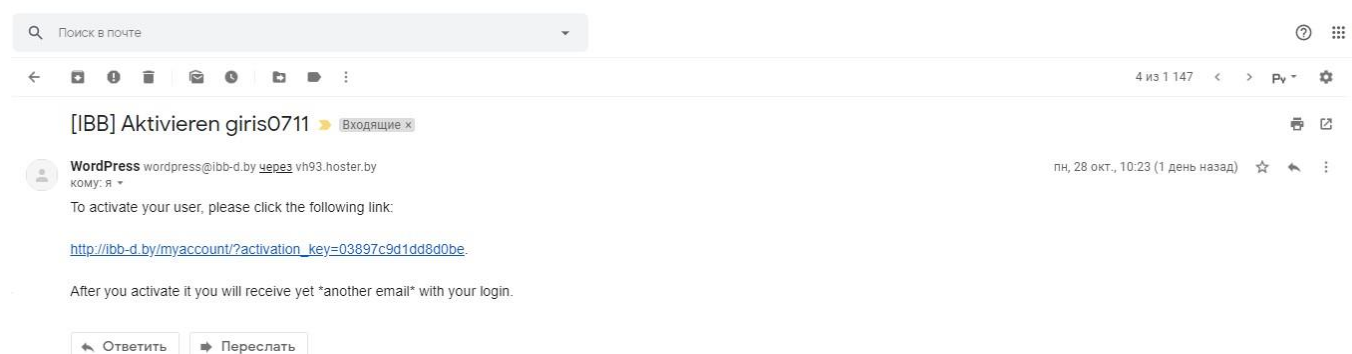 Поиск в почте
4 из 1 147
Ру
[IBB] Aktivieren giris0711 Входящие ×
WordPress wordpress@ibb-d.by через vh93.hoster.by пн, 28 окт., 10:23 (1 день назад)
кому: я
To activate your user, please click the following link:
http://ibb-d.by/myaccount/?activation_key=03897c9d1dd8d0be.
After you activate it you will receive yet *another email* with your login.
Ответить Переслать